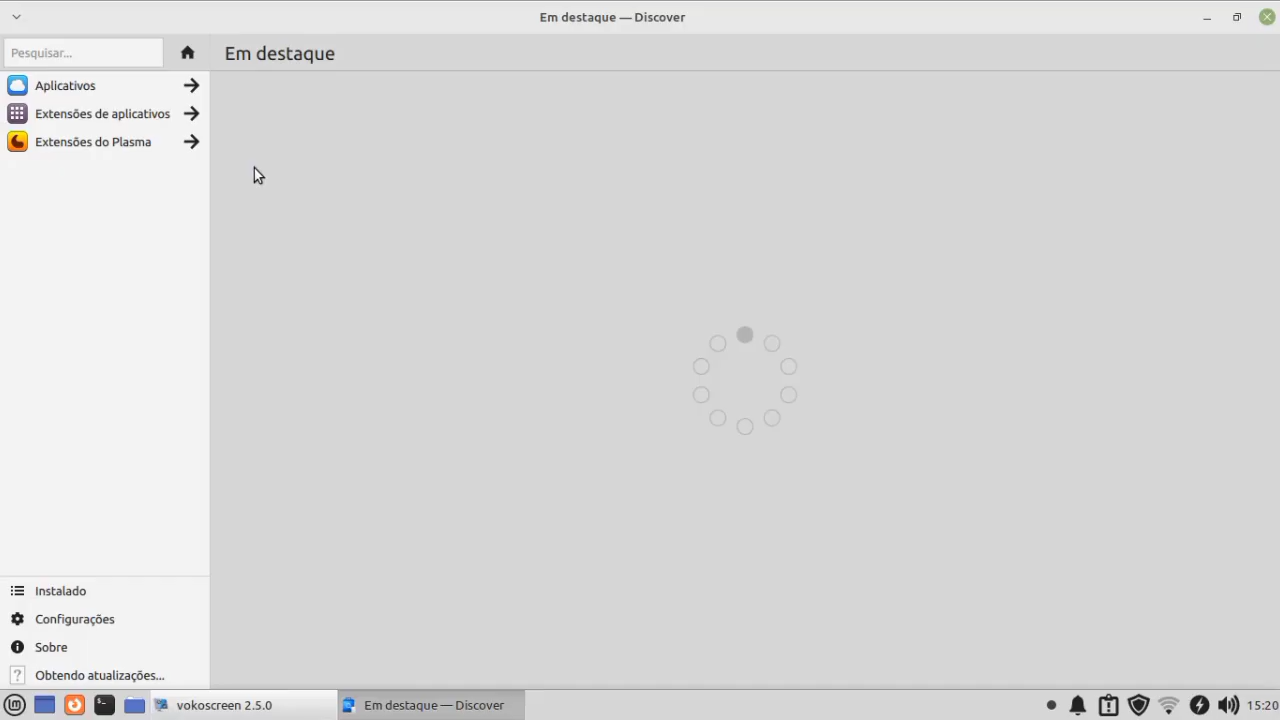 Em destaque — Discover
Pesquisar...
Em destaque
Aplicativos
Extensões de aplicativos
Extensões do Plasma
Instalado
Configurações
Sobre
Obtendo atualizações...
vokoscreen 2.5.0
Em destaque — Discover
15:20